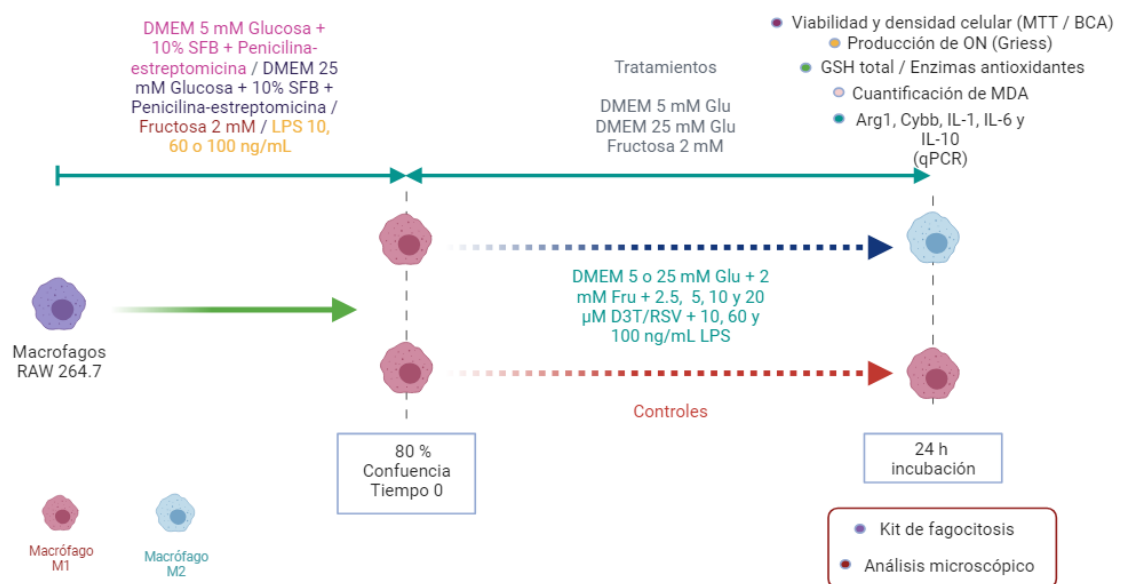 DMEM 5 mM Glucosa +
10% SFB + Penicilina-
estreptomicina / DMEM 25
mM Glucosa + 10% SFB +
Penicilina-estreptomicina /
Fructosa 2 mM / LPS 10,
60 o 100 ng/mL
Tratamientos
DMEM 5 mM Glu
DMEM 25 mM Glu
Fructosa 2 mM
Viabilidad y densidad celular (MTT / BCA)
Producción de ON (Griess)
GSH total / Enzimas antioxidantes
Cuantificación de MDA
Arg1, Cybb, IL-1, IL-6 y
IL-10
(qPCR)
Macrofagos
RAW 264.7
DMEM 5 o 25 mM Glu + 2
mM Fru + 2.5, 5, 10 y 20
µM D3T/RSV + 10, 60 y
100 ng/mL LPS
Controles
80 %
Confuencia
Tiempo 0
24 h
incubación
Macrófago
M1
Macrófago
M2
Kit de fagocitosis
Análisis microscópico